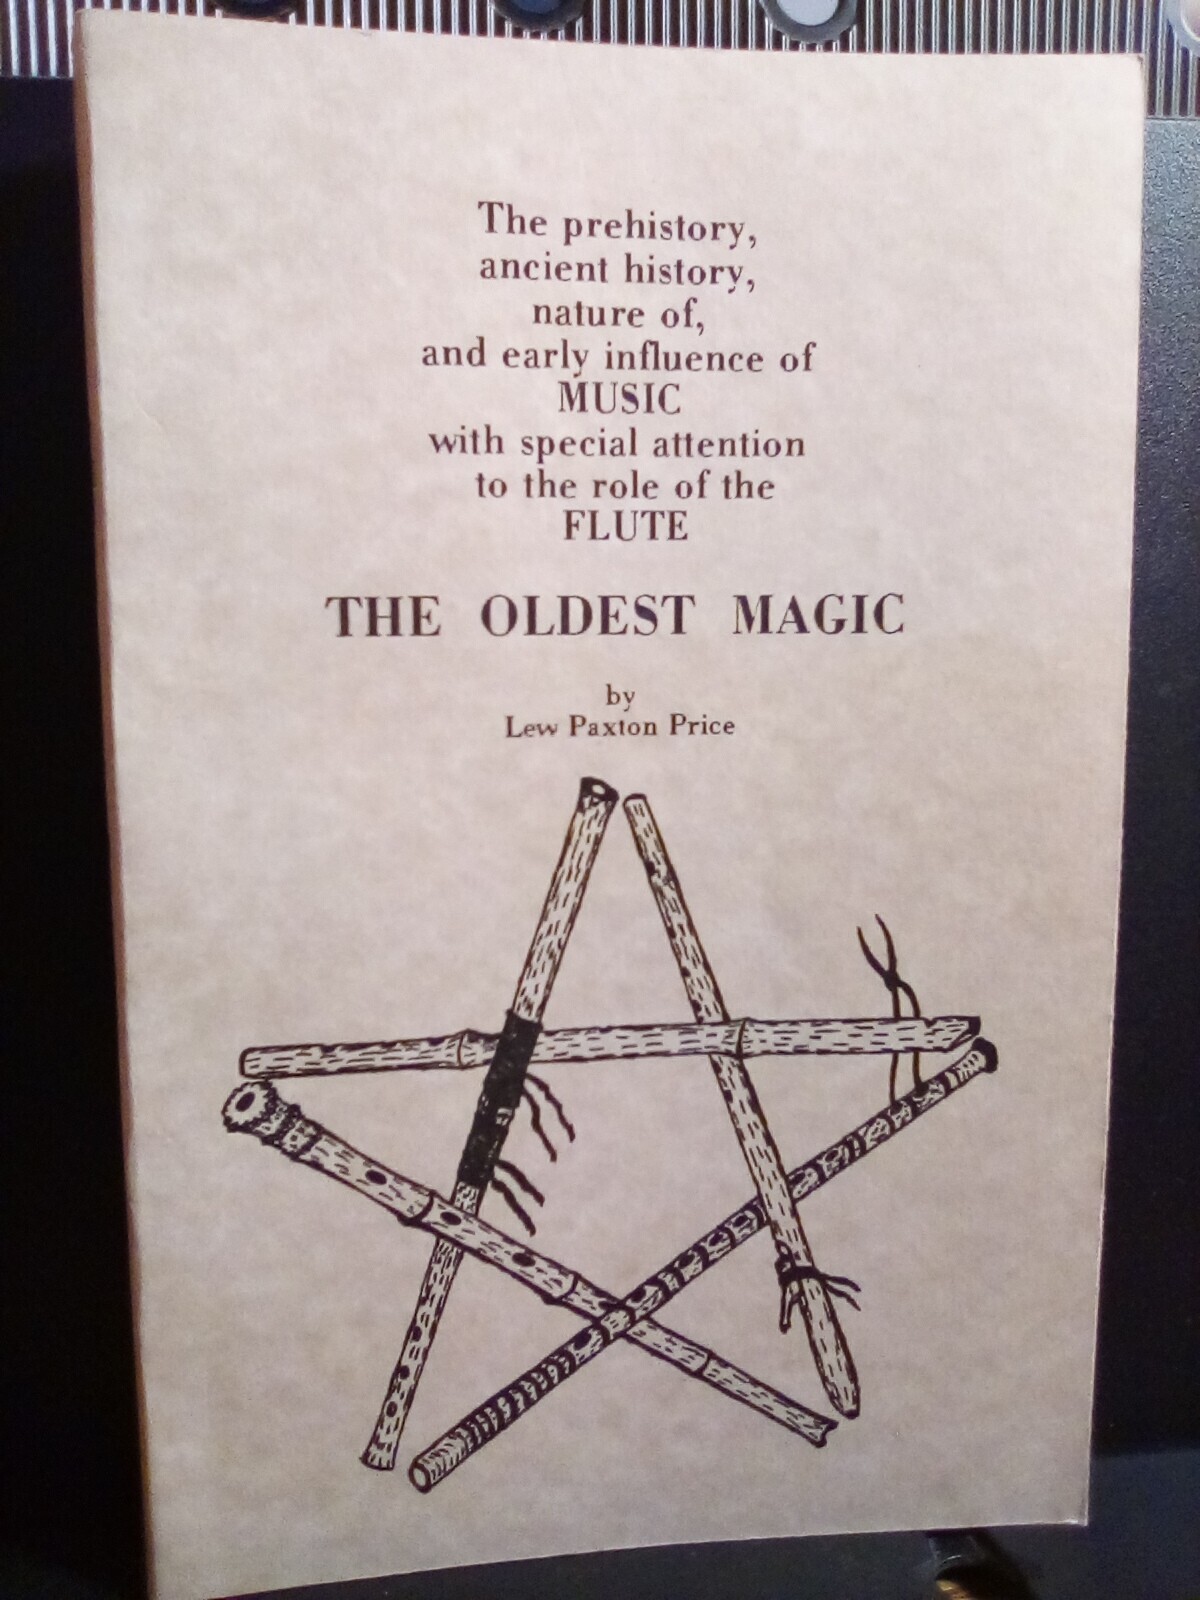 The prehistory,
ancient history,
nature of,
and early influence of
MUSIC
with special attention
to the role of the
FLUTE
THE OLDEST MAGIC
by
Lew Paxton Price